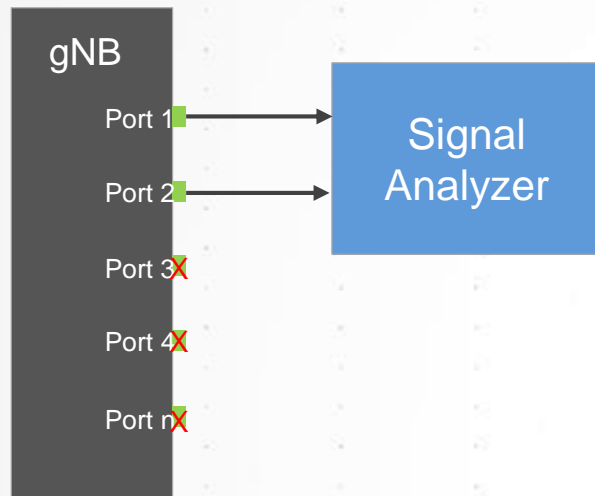 gNB
Port 1
Port 2
Port 3
X
Port 4
X
Port n
X
Signal
Analyzer